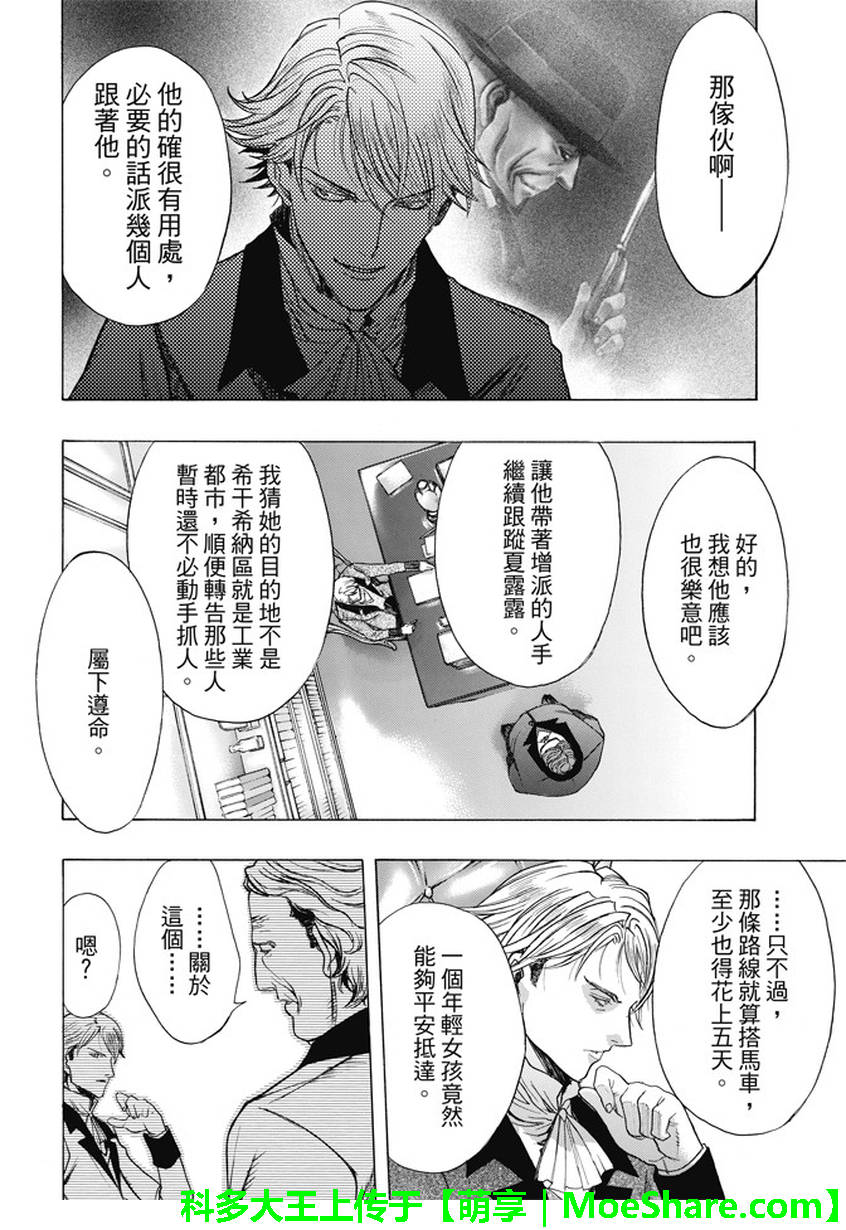 那傢伙啊——
他的確很有用處，
必要的話派幾個人
跟著他。
好的，
我想他應該
也很樂意吧。
讓他帶著增派的人手
繼續跟蹤夏露露。
我猜她的目的地不是
希干希納區就是工業
都市，順便轉告那些人
暫時還不必動手抓人。
屬下遵命。
……只不過，
那條路線就算搭馬車，
至少也得花上五天。
一個年輕女孩竟然
能夠平安抵達。
……關於
這個……
嗯？
科多大王上传于【萌享｜MoeShare.com】